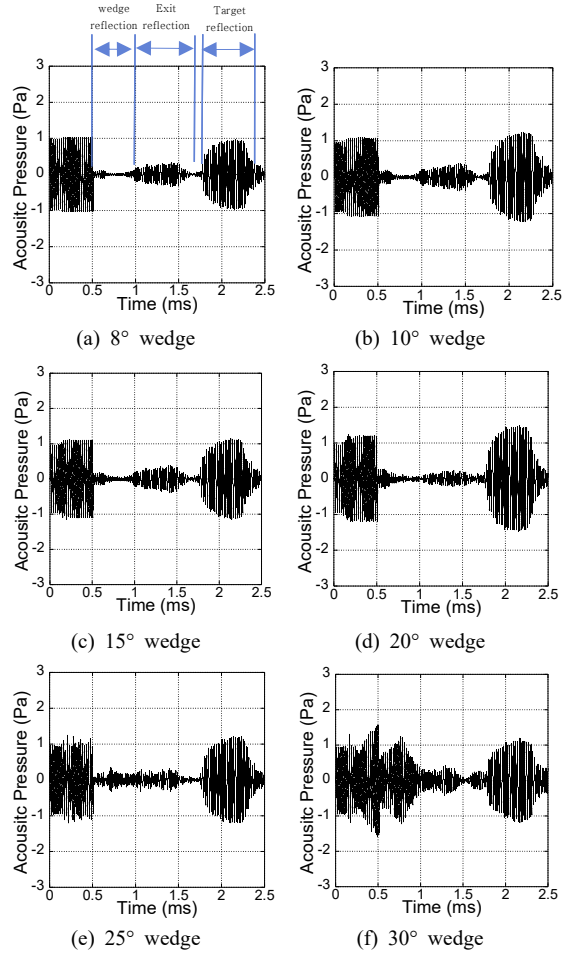 wedge Exit Target
reflection reflection reflection
3 3
2 2
1 1
0 0
-1 -1
-2 -2
-3 -3
Acousitc Pressure (Pa) Acousitc Pressure (Pa)
0 0.5 1 1.5 2 2.5 0 0.5 1 1.5 2 2.5
Time (ms) Time (ms)
(a) 8° wedge (b) 10° wedge
3 3
2 2
1 1
0 0
-1 -1
-2 -2
-3 -3
Acousitc Pressure (Pa) Acousitc Pressure (Pa)
0 0.5 1 1.5 2 2.5 0 0.5 1 1.5 2 2.5
Time (ms) Time (ms)
(c) 15° wedge (d) 20° wedge
3 3
2 2
1 1
0 0
-1 -1
-2 -2
-3 -3
Acousitc Pressure (Pa) Acousitc Pressure (Pa)
0 0.5 1 1.5 2 2.5 0 0.5 1 1.5 2 2.5
Time (ms) Time (ms)
(e) 25° wedge (f) 30° wedge